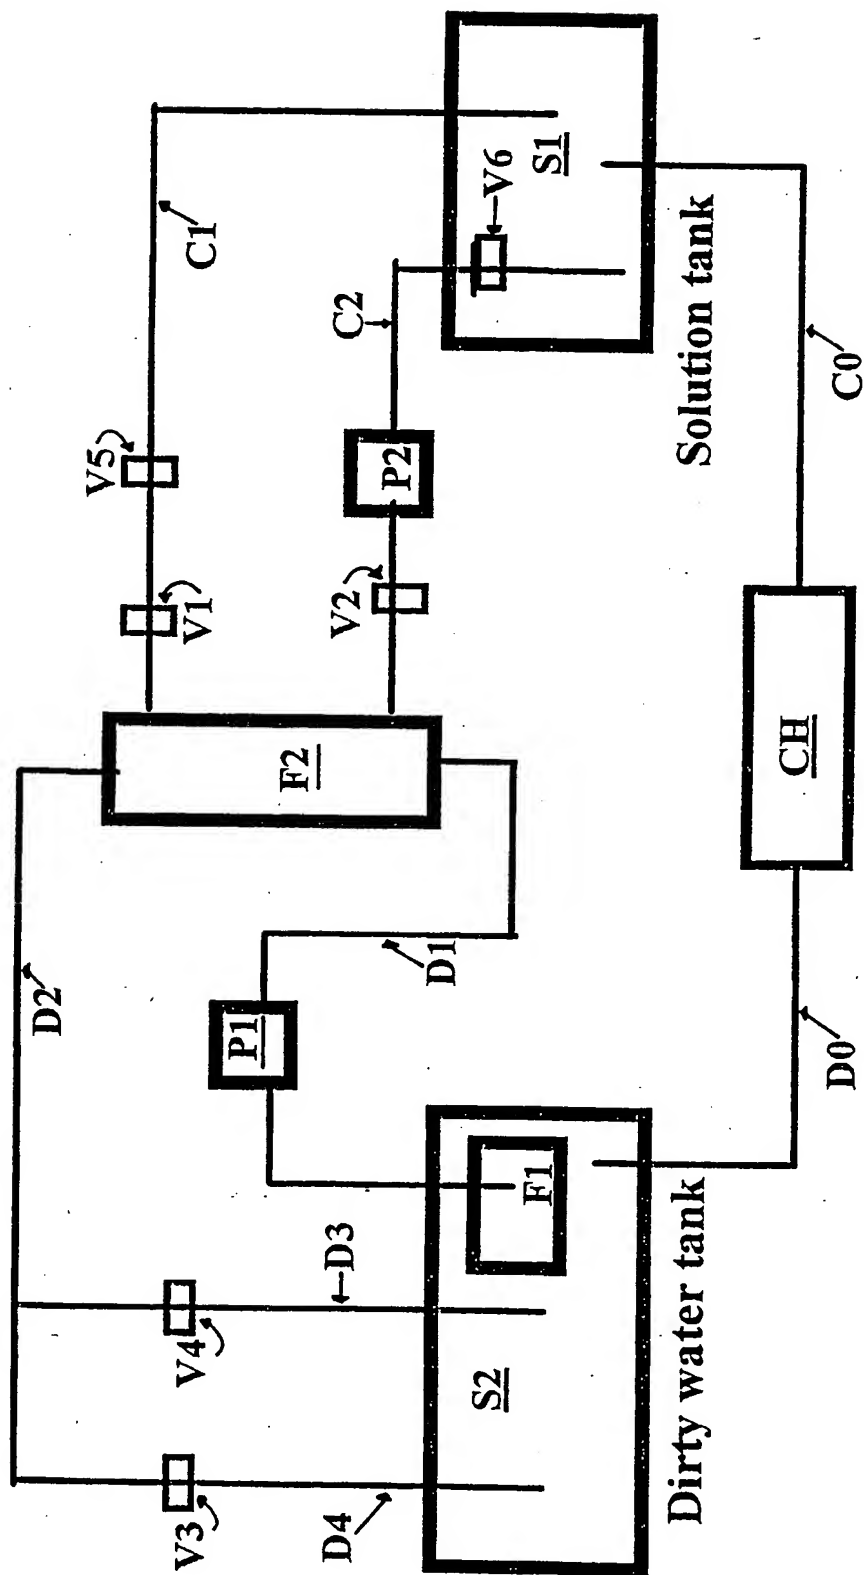 D2
V3
V4
D4
D3
S2
F1
Dirty water tank
P1
D1
D0
F2
CH
V1
V5
C1
V2
P2
C2
V6
S1
Solution tank
C0